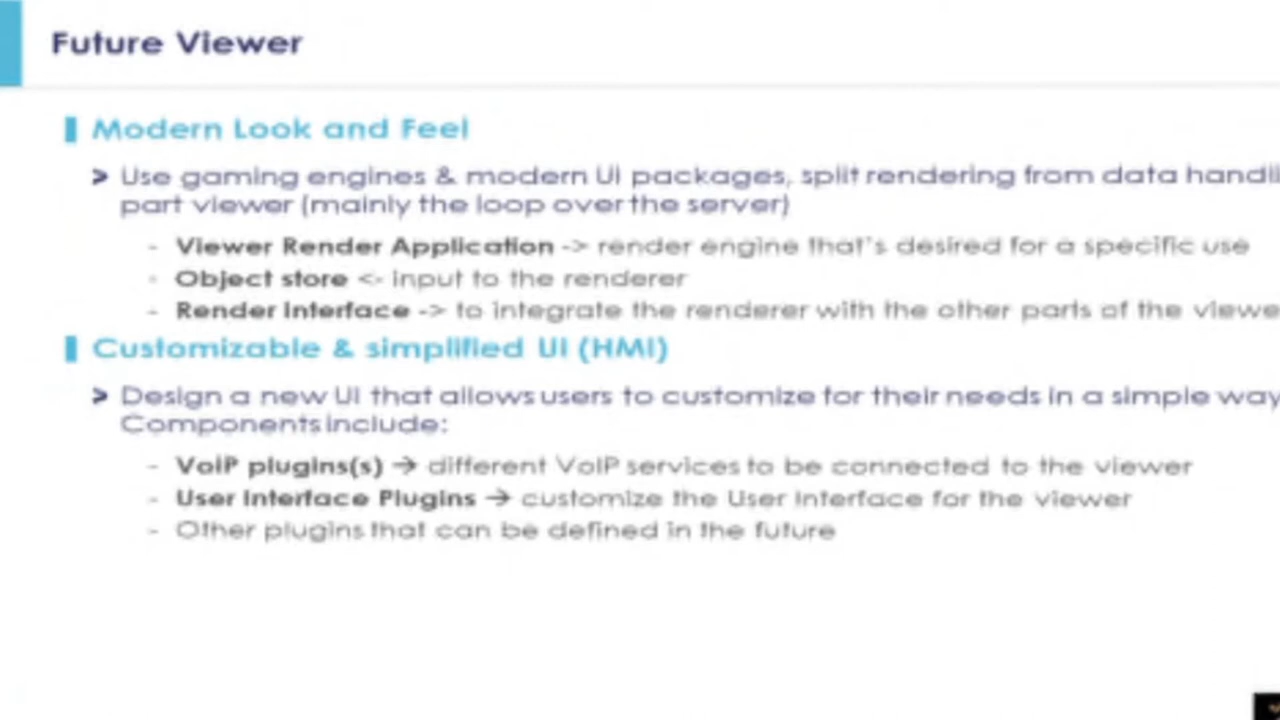 Future Viewer
Modern Look and Feel
> Use gaming engines & modern UI packages, split rendering from data handli
part viewer (mainly the loop over the server)
- Viewer Render Application -> render engine that's desired for a specific use
- Object store <- input to the renderer
- Render Interface -> to integrate the renderer with the other parts of the viewe
Customizable & simplified UI (HMI)
> Design a new UI that allows users to customize for their needs in a simple way
Components include:
- VoiP plugins(s) → different VoIP services to be connected to the viewer
- User Interface Plugins → customize the User Interface for the viewer
- Other plugins that can be defined in the future